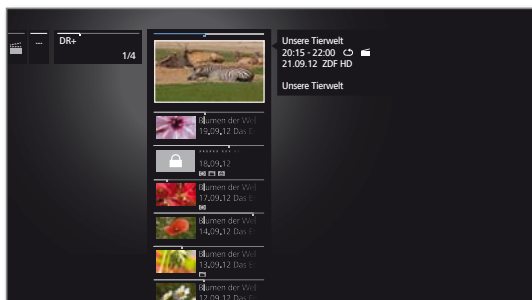 ...
DR+
1/4
Unsere Tierwelt
20:15 - 22:00
21.09.12 ZDF HD
Unsere Tierwelt
Blumen der Wel
19.09.12 Das E
18.09.12
Blumen der Wel
17.09.12 Das E
Blumen der Wel
14.09.12 Das E
Blumen der Wel
13.09.12 Das E
Blumen der Wel
12.09.12 Das E